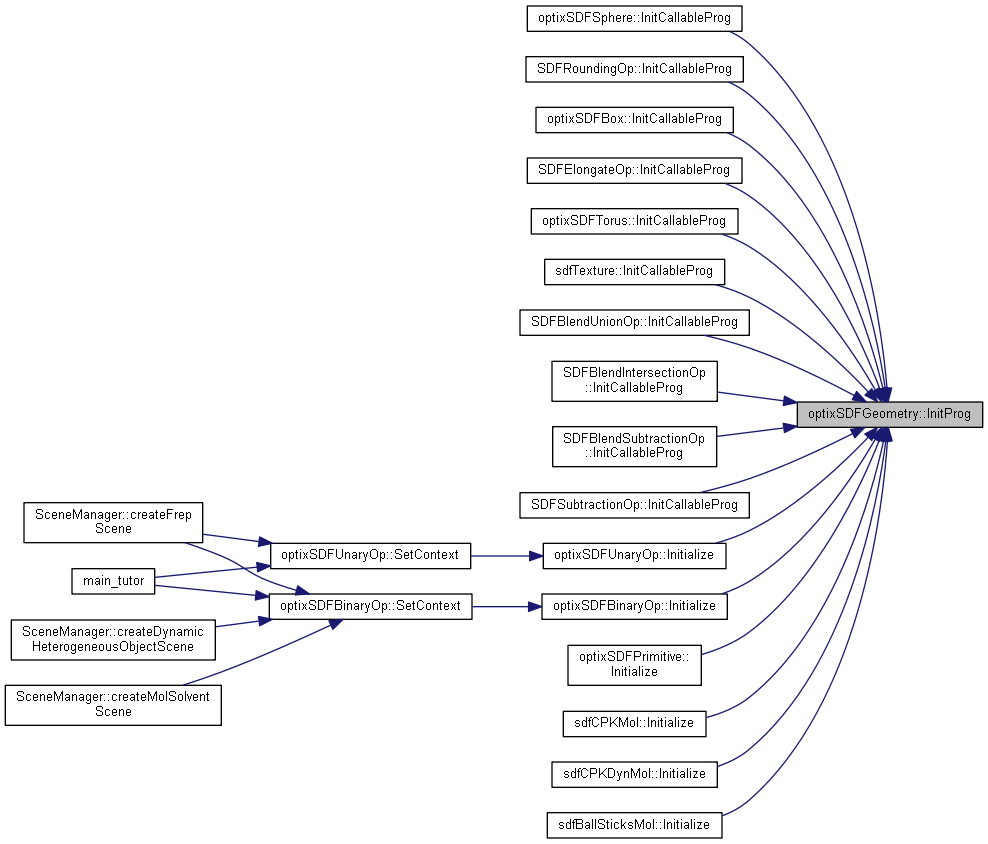 optixSDFSphere::InitCallableProg
SDFRoundingOp::InitCallableProg
optixSDFBox::InitCallableProg
SDFElongateOp::InitCallableProg
optixSDFTorus::InitCallableProg
sdfTexture::InitCallableProg
SDFBlendUnionOp::InitCallableProg
SDFBlendIntersectionOp
::InitCallableProg
optixSDFGeometry::InitProg
SDFBlendSubtractionOp
::InitCallableProg
SDFSubtractionOp::InitCallableProg
SceneManager::createFrep
Scene
optixSDFUnaryOp::SetContext
optixSDFUnaryOp::Initialize
main_tutor
optixSDFBinaryOp::SetContext
optixSDFBinaryOp::Initialize
SceneManager::createDynamic
HeterogeneousObjectScene
optixSDFPrimitive::
Initialize
SceneManager::createMolSolvent
Scene
sdfCPKMol::Initialize
sdfCPKDynMol::Initialize
sdfBallSticksMol::Initialize